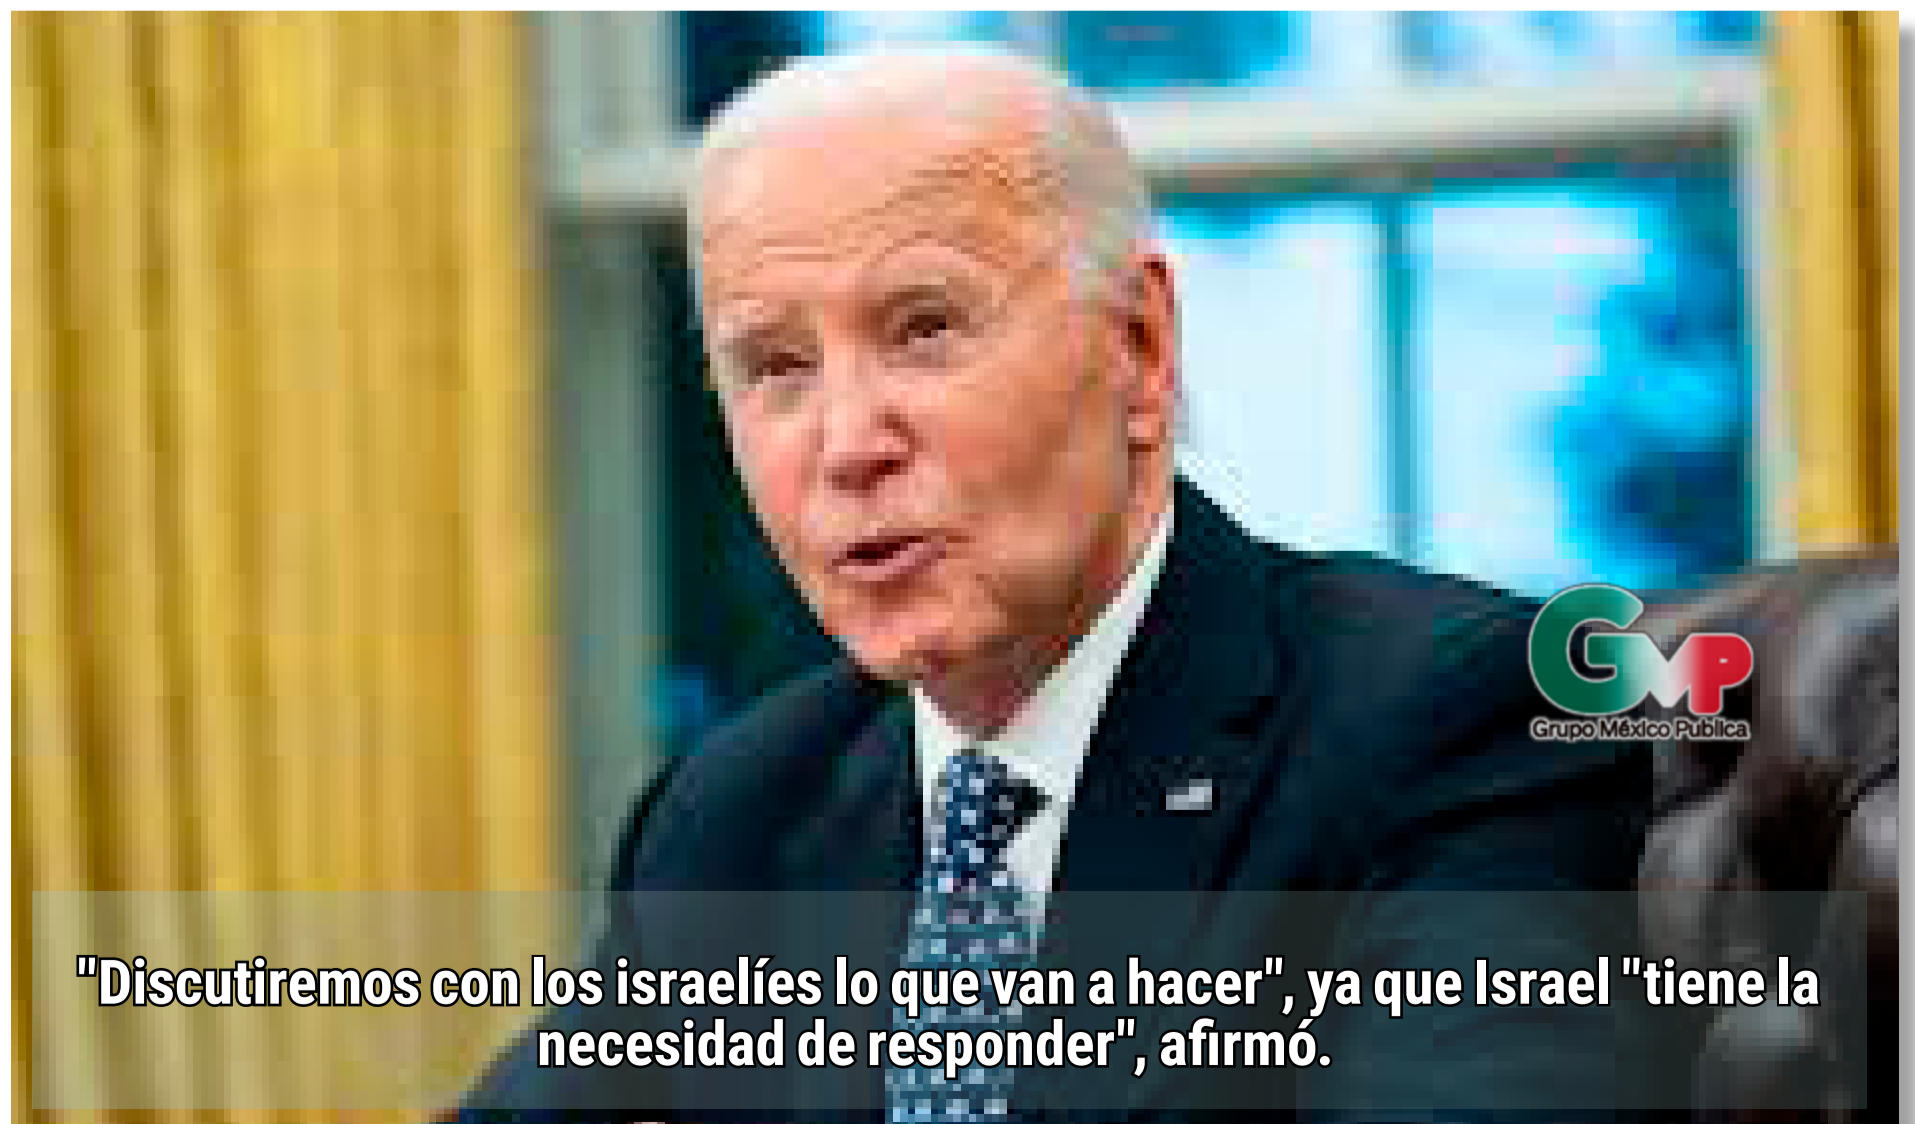 GMP
Grupo México Publica
"Discutiremos con los israelíes lo que van a hacer", ya que Israel "tiene la
necesidad de responder", afirmó.